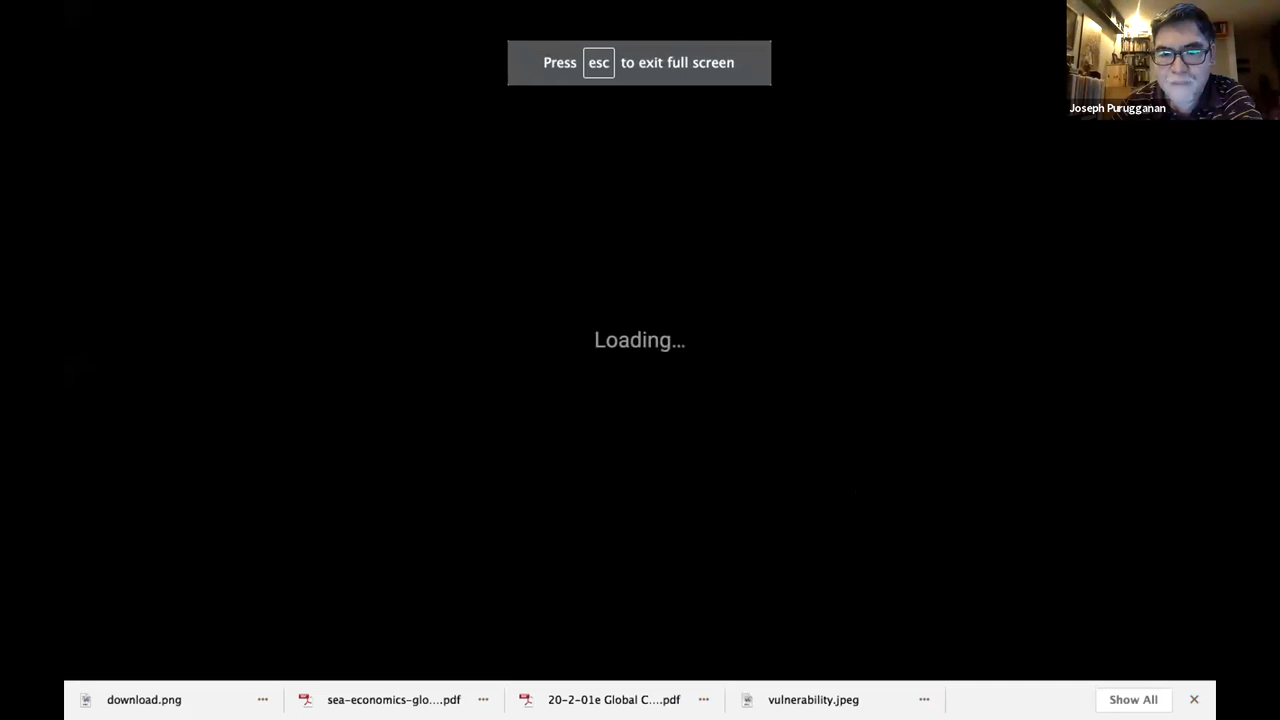 Press esc to exit full screen
Joseph Purugganan
Loading...
download.png
sea-economics-glo....pdf
20-2-01e Global C....pdf
vulnerability.jpeg
Show All